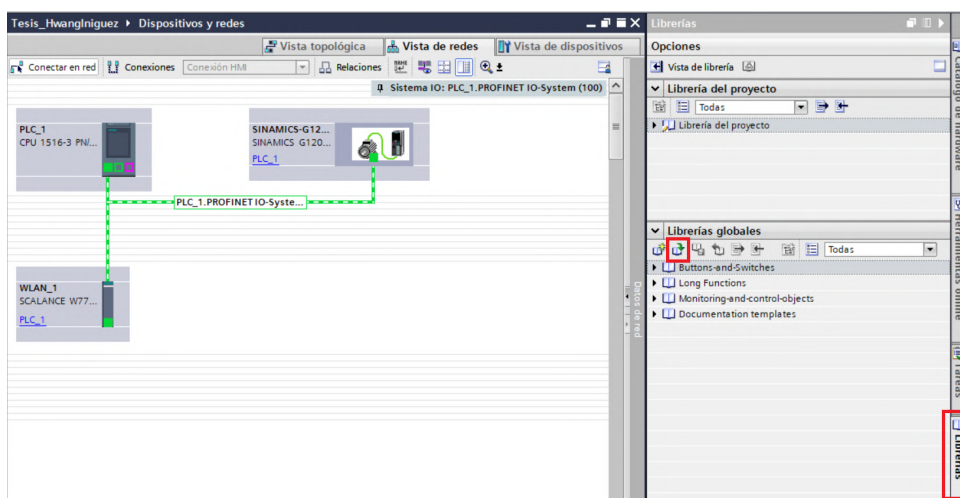 Tesis_HwangIniguez ▸ Dispositivos y redes
Vista topológica Vista de redes Vista de dispositivos
Conectar en red Conexiones Conexión HMI Relaciones
Sistema IO: PLC_1.PROFINET IO-System (100)
PLC_1
CPU 1516-3 PN/...
SINAMICS-G12...
SINAMICS G120...
PLC_1
PLC_1.PROFINET IO-Syste...
WLAN_1
SCALANCE W77...
PLC_1
Datos de red
Librerías
Opciones
Vista de librería
Librería del proyecto
Todas
Librería del proyecto
Librerías globales
Todas
Buttons-and-Switches
Long Functions
Monitoring-and-control-objects
Documentation templates
Catálogo de hardware
Herramientas online
Tareas
Librerías